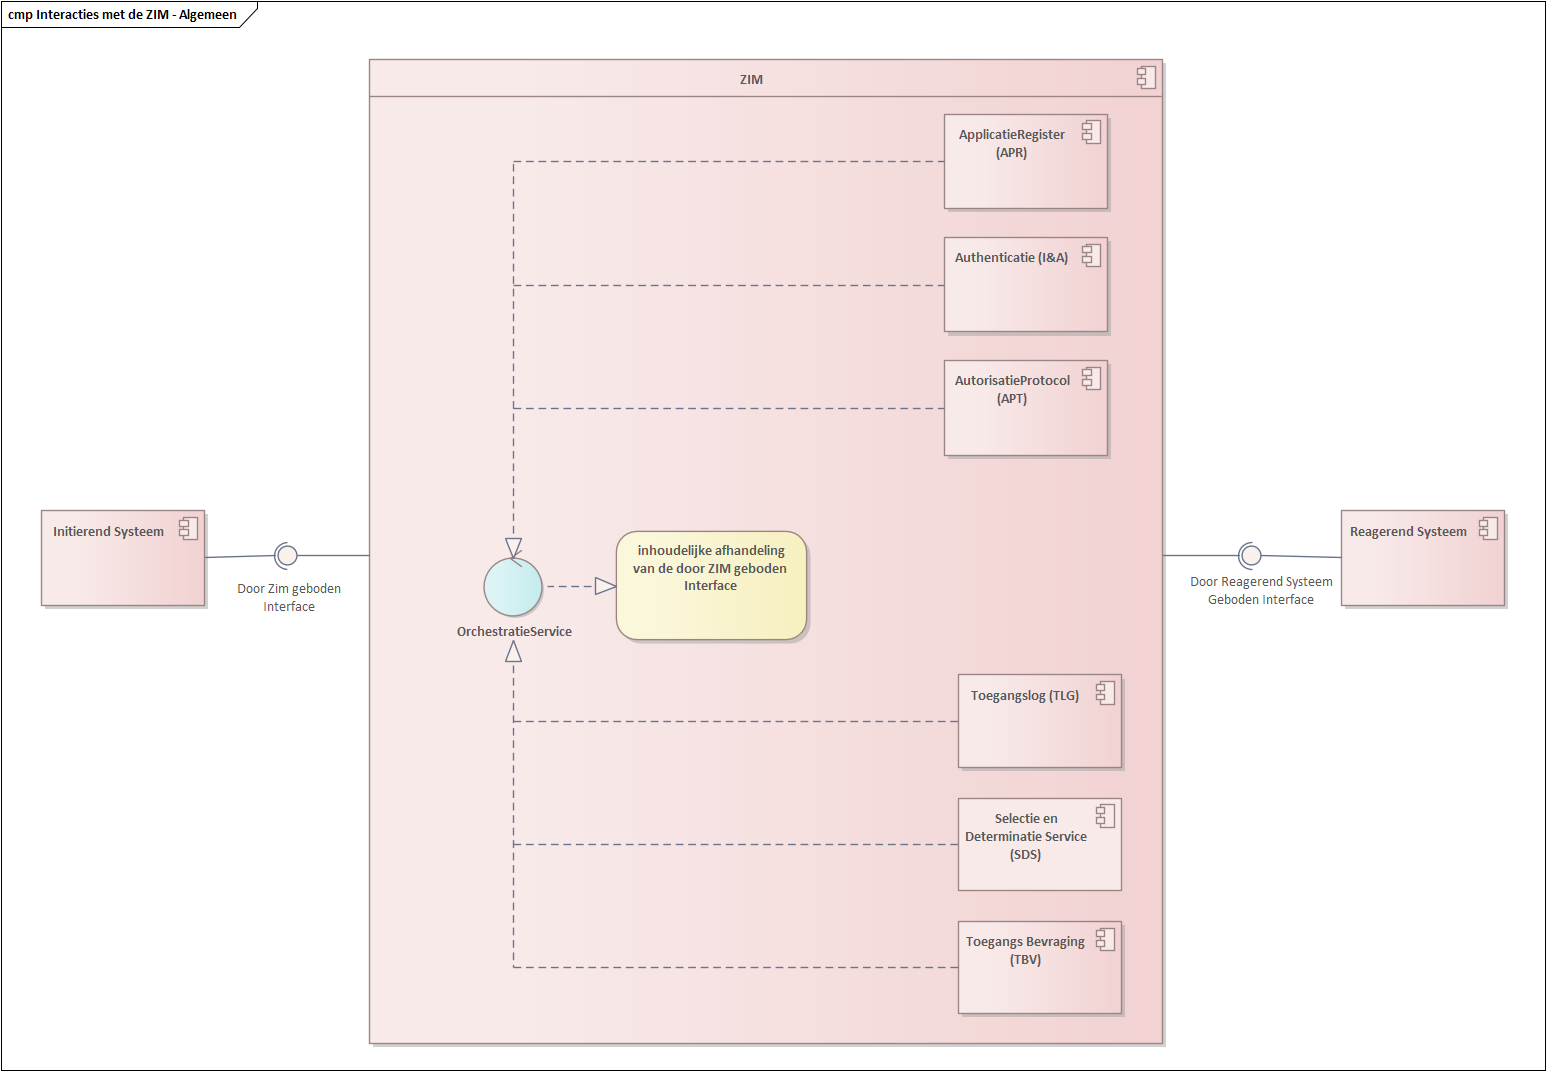 cmp Interacties met de ZIM - Algemeen
ZIM
ApplicatieRegister
(APR)
Authenticatie (I&A)
AutorisatieProtocol
(APT)
Initierend Systeem
Door Zim geboden
Interface
inhoudelijke afhandeling
van de door ZIM geboden
Interface
OrchestratieService
Reagerend Systeem
Door Reagerend Systeem
Geboden Interface
Toegangslog (TLG)
Selectie en
Determinatie Service
(SDS)
Toegangs Bevraging
(TBV)